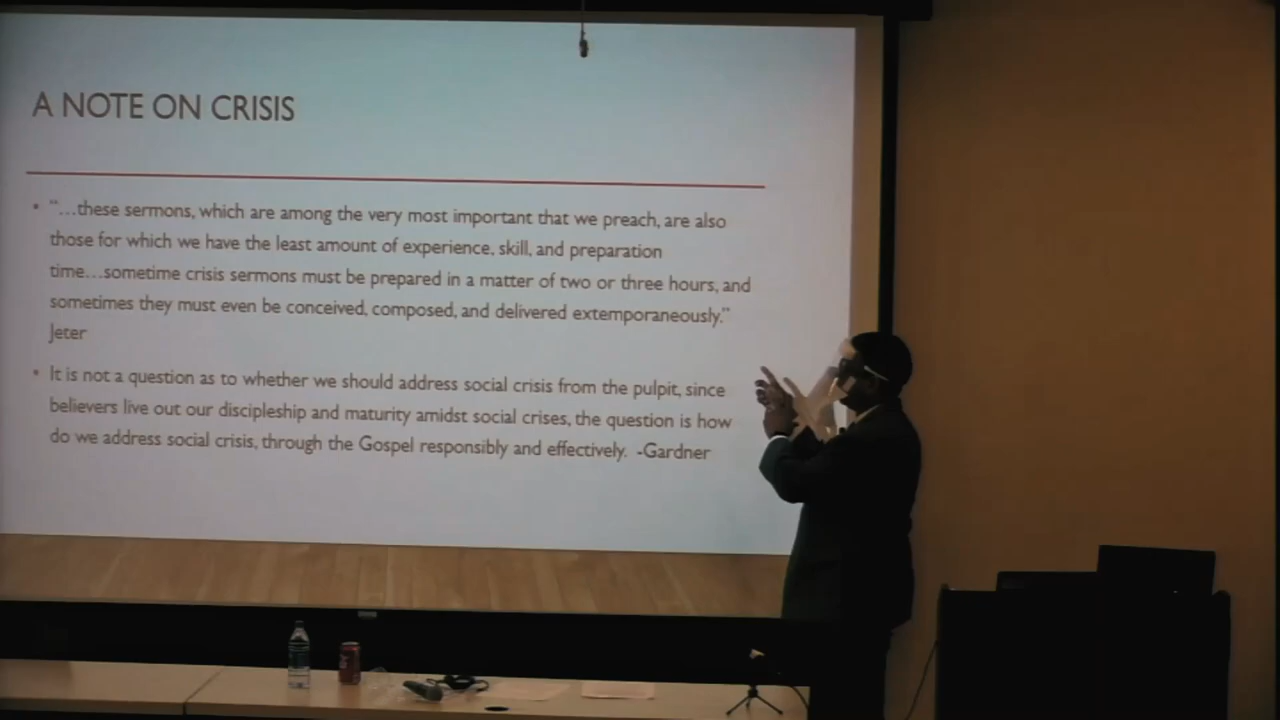 A NOTE ON CRISIS
• "…these sermons, which are among the very most important that we preach, are also
those for which we have the least amount of experience, skill, and preparation
time…sometime crisis sermons must be prepared in a matter of two or three hours, and
sometimes they must even be conceived, composed, and delivered extemporaneously."
Jeter
• It is not a question as to whether we should address social crisis from the pulpit, since
believers live out our discipleship and maturity amidst social crises, the question is how
do we address social crisis, through the Gospel responsibly and effectively. -Gardner